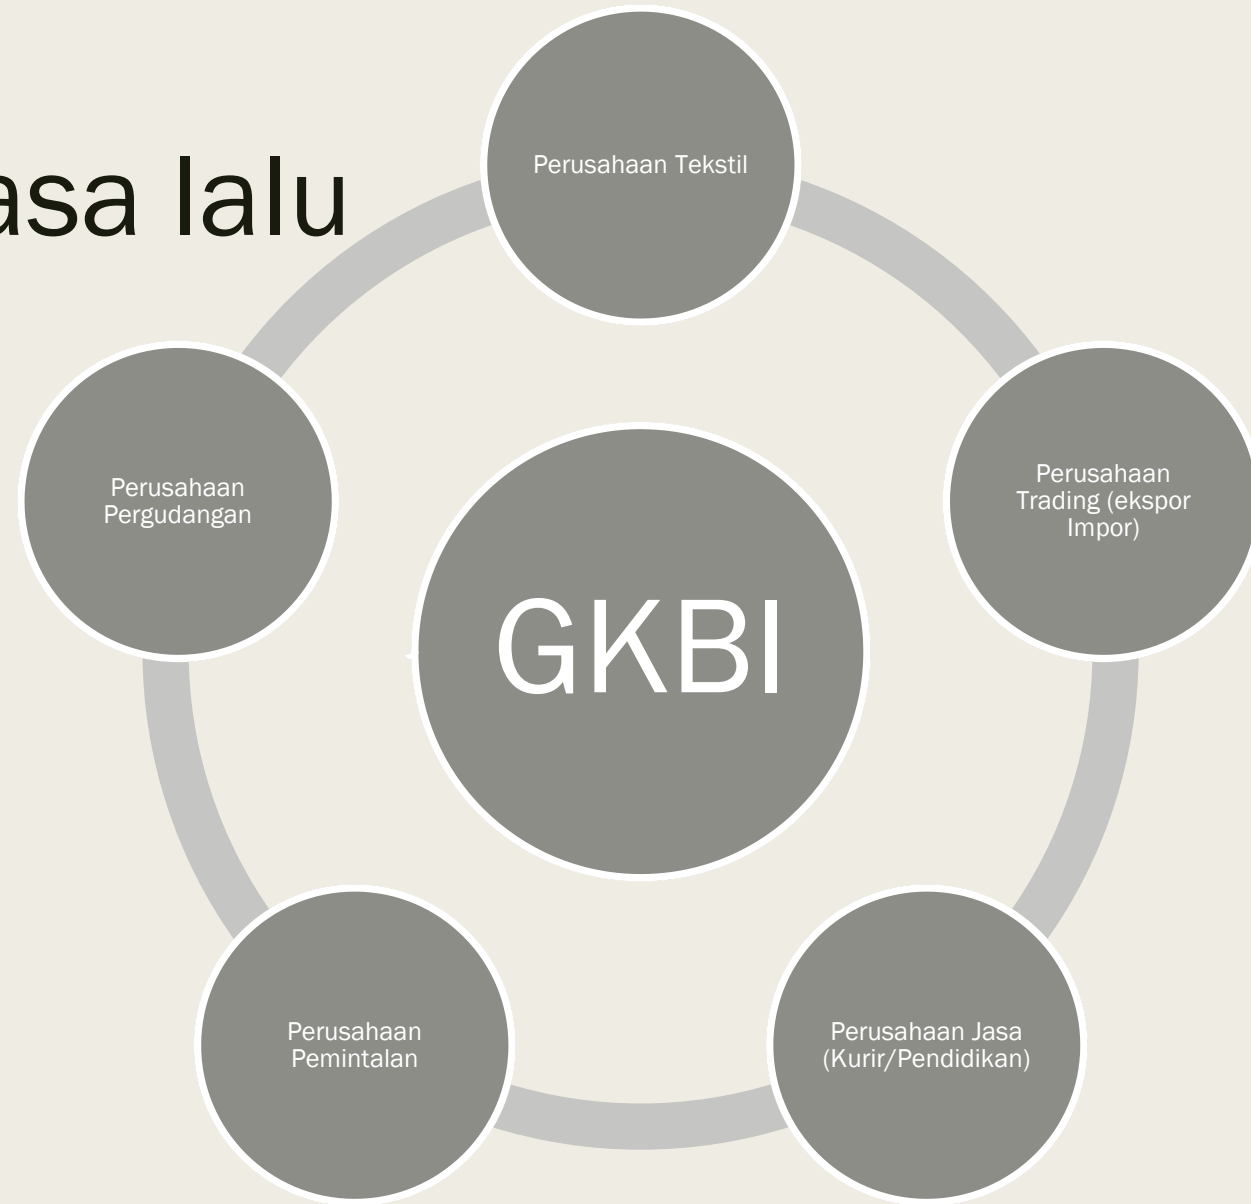 asa lalu
Perusahaan Tekstil
Perusahaan
Trading (ekspor
Impor)
Perusahaan Jasa
(Kurir/Pendidikan)
Perusahaan
Pemintalan
Perusahaan
Pergudangan
GKBI